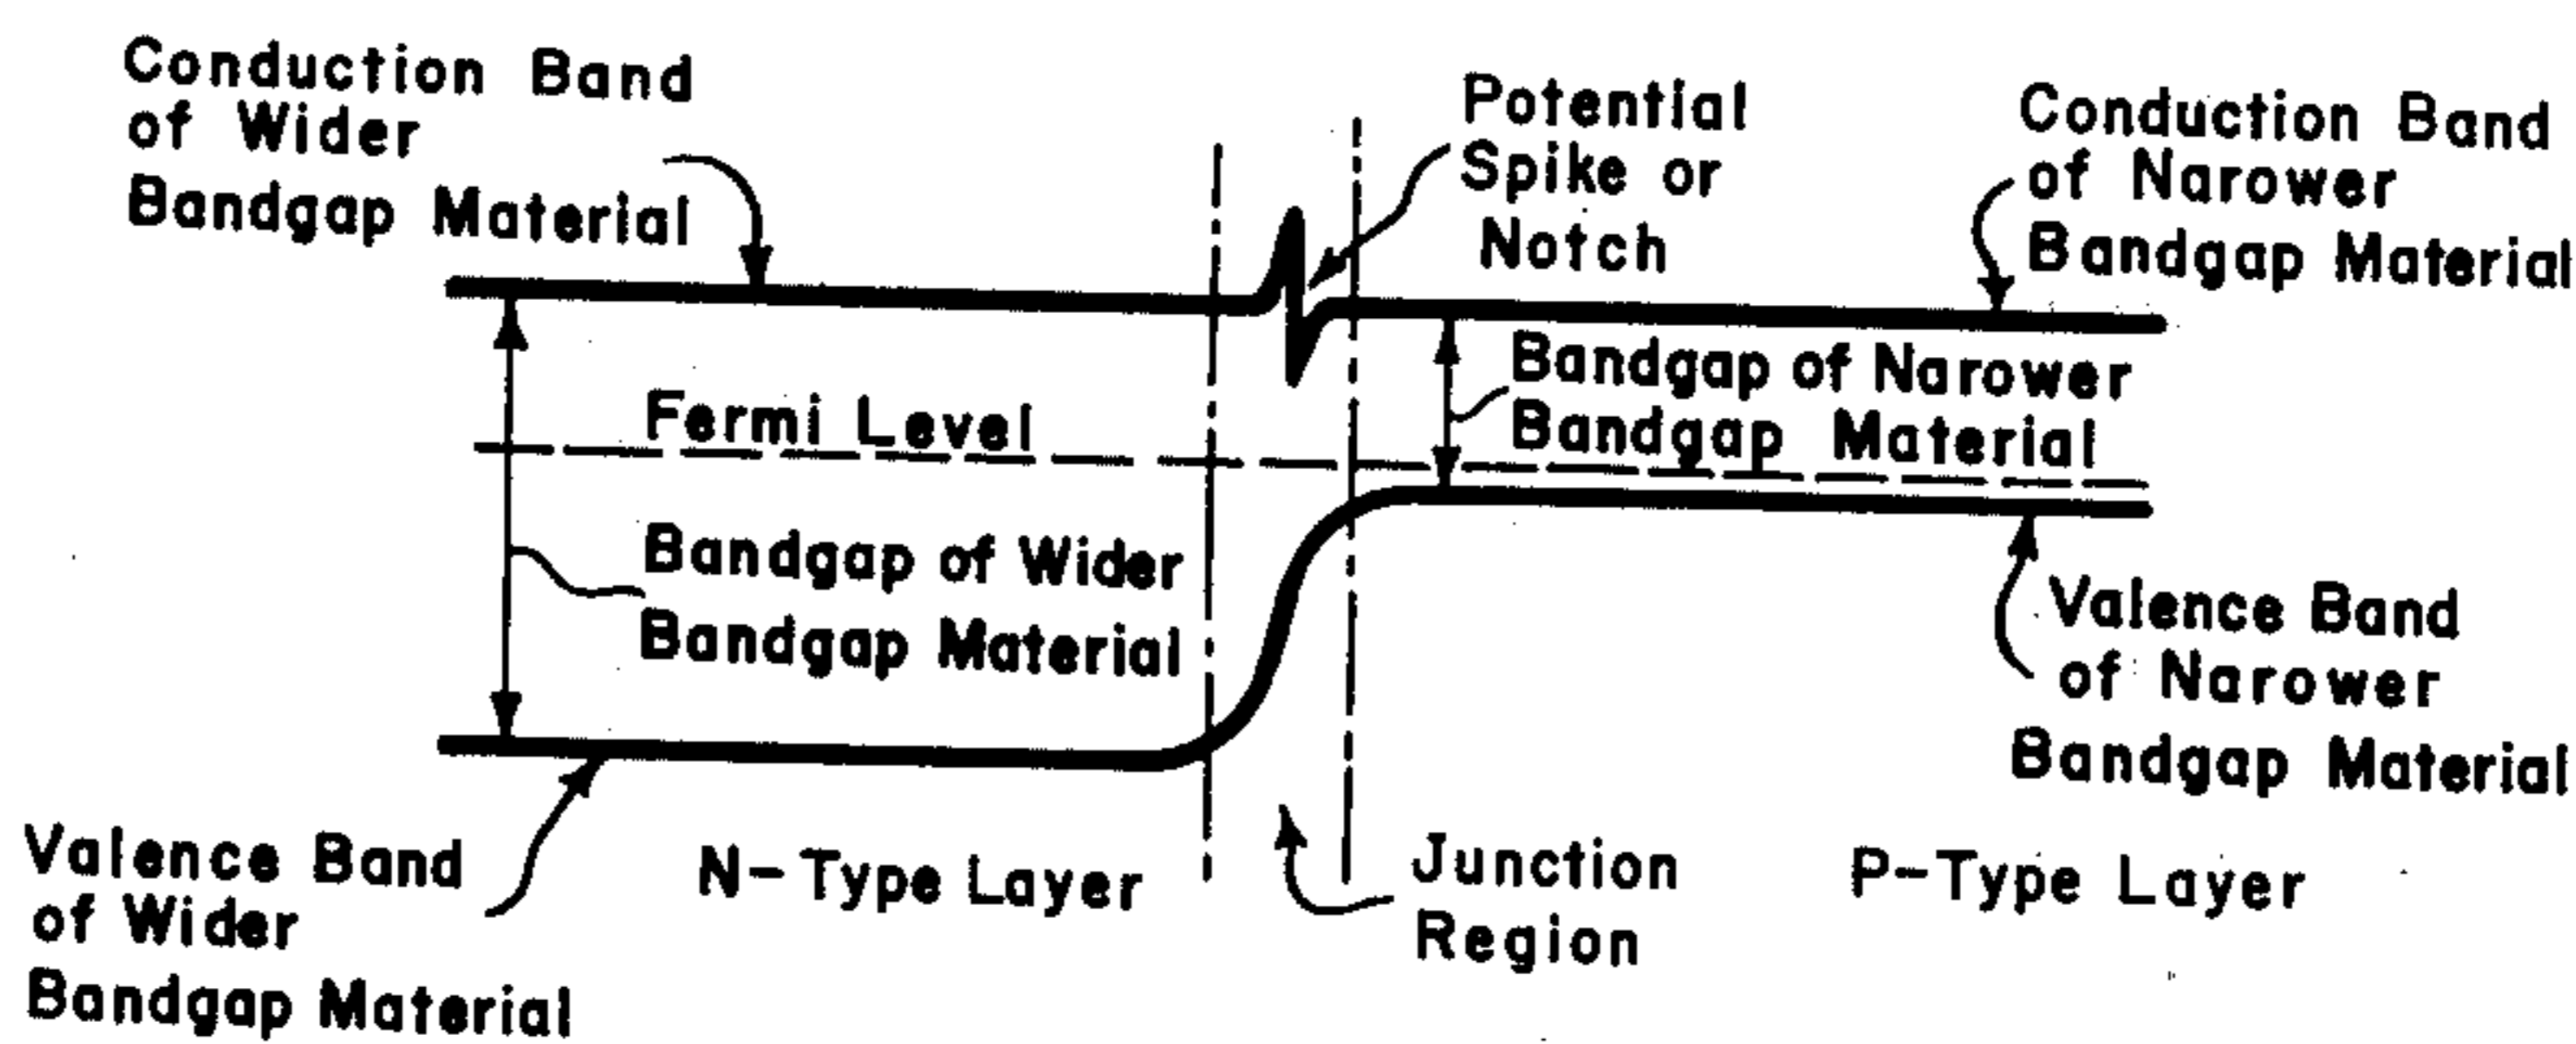 Conduction Band
of Wider
Bandgap Material
Potential
Spike or
Notch
Conduction Band
of Narower
Bandgap Material
Fermi Level
Bandgap of Narower
Bandgap Material
Bandgap of Wider
Bandgap Material
Valence Band
of Narower
Bandgap Material
Valence Band
of Wider
Bandgap Material
N-Type Layer
Junction
Region
P-Type Layer